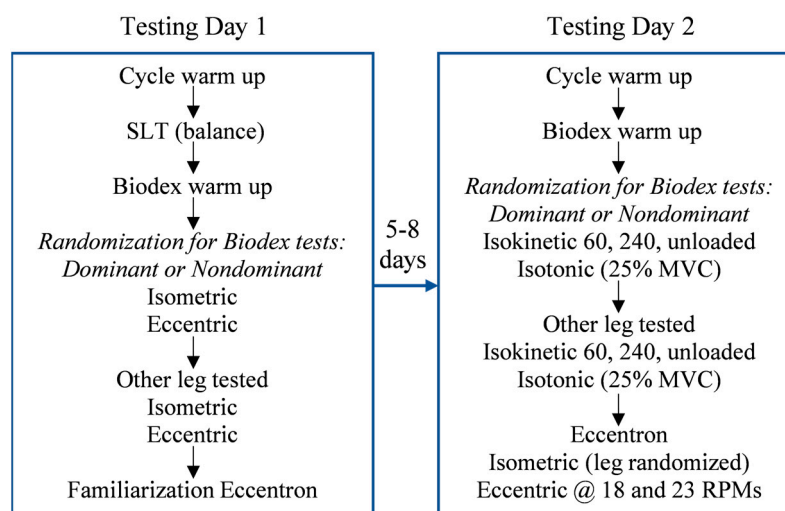 Testing Day 1
Cycle warm up
SLT (balance)
Biodex warm up
Randomization for Biodex tests:
Dominant or Nondominant
Isometric
Eccentric
Other leg tested
Isometric
Eccentric
Familiarization Eccentron
5-8
days
Testing Day 2
Cycle warm up
Biodex warm up
Randomization for Biodex tests:
Dominant or Nondominant
Isokinetic 60, 240, unloaded
Isotonic (25% MVC)
Other leg tested
Isokinetic 60, 240, unloaded
Isotonic (25% MVC)
Eccentron
Isometric (leg randomized)
Eccentric @ 18 and 23 RPMs